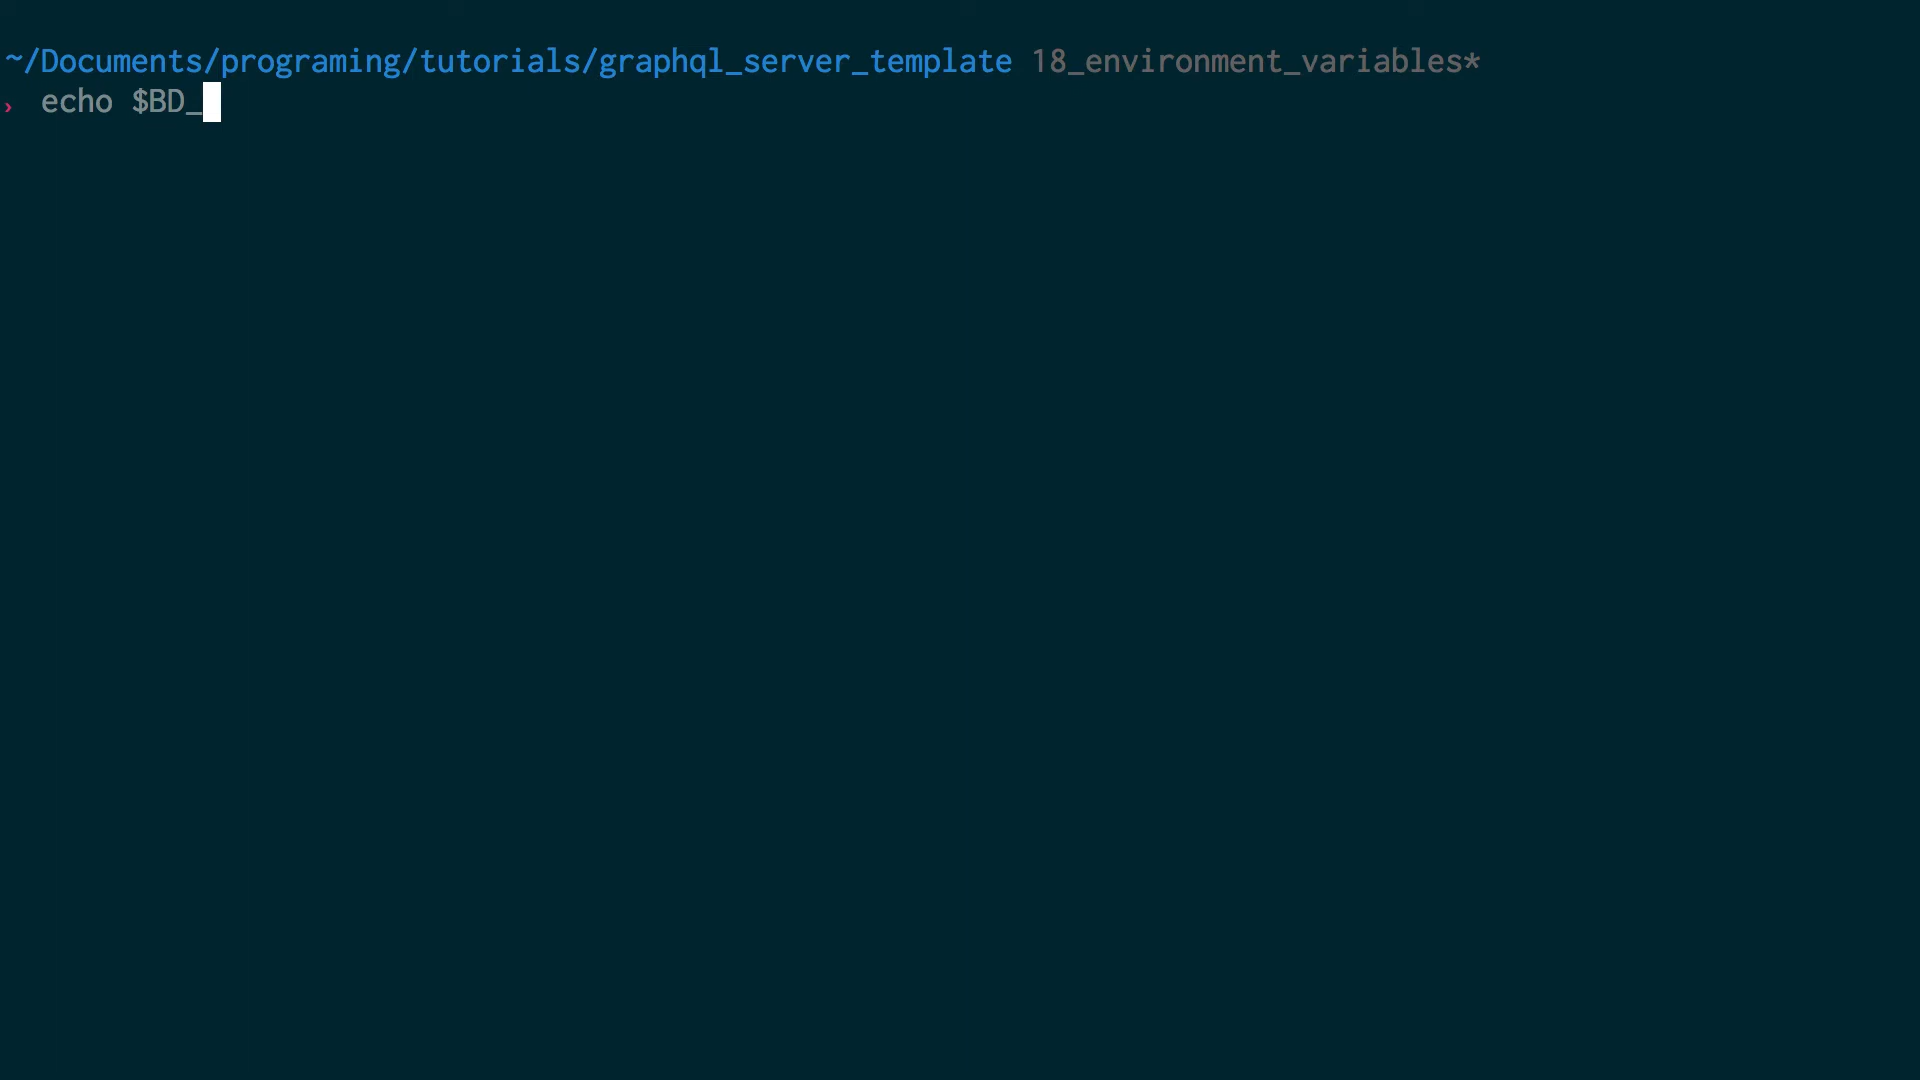 ~/Documents/programing/tutorials/graphql_server_template 18_environment_variables*
› echo $BD_